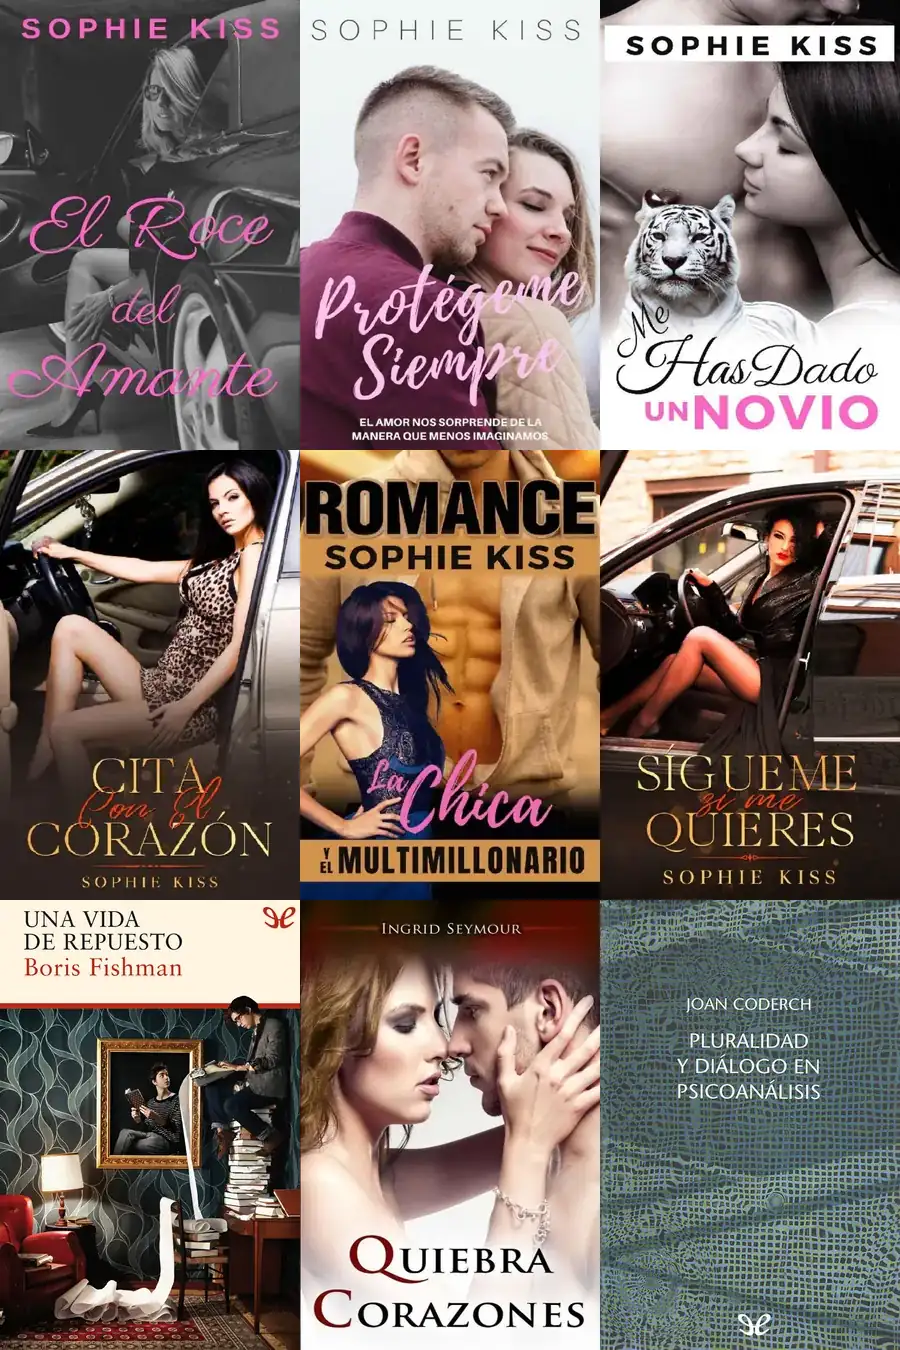 SOPHIE KISS
El Roce
del
Amante
SOPHIE KISS
Protégeme
Siempre
EL AMOR NOS SORPRENDE DE LA
MANERA QUE MENOS IMAGINAMOS
SOPHIE KISS
Me
Has Dado
UN NOVIO
CITA
Con El
CORAZÓN
SOPHIE KISS
ROMANCE
SOPHIE KISS
La
Chica
Y EL MULTIMILLONARIO
SÍGUEME
si me
QUIERES
SOPHIE KISS
UNA VIDA
DE REPUESTO
Boris Fishman
INGRID SEYMOUR
QUIEBRA
CORAZONES
JOAN CODERCH
PLURALIDAD
Y DIÁLOGO EN
PSICOANÁLISIS